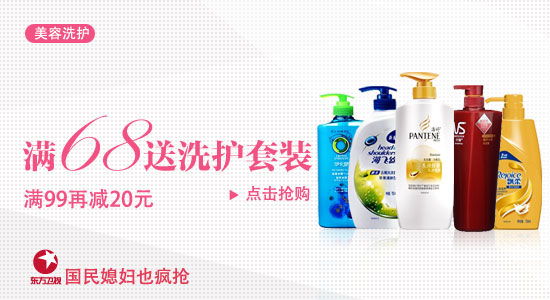 美容洗护
满68送洗护套装
满99再减20元
点击抢购
东方卫视
国民媳妇也疯抢
head&
shoulders
海飞丝
PANTENE
VS
Rejoice
飘柔